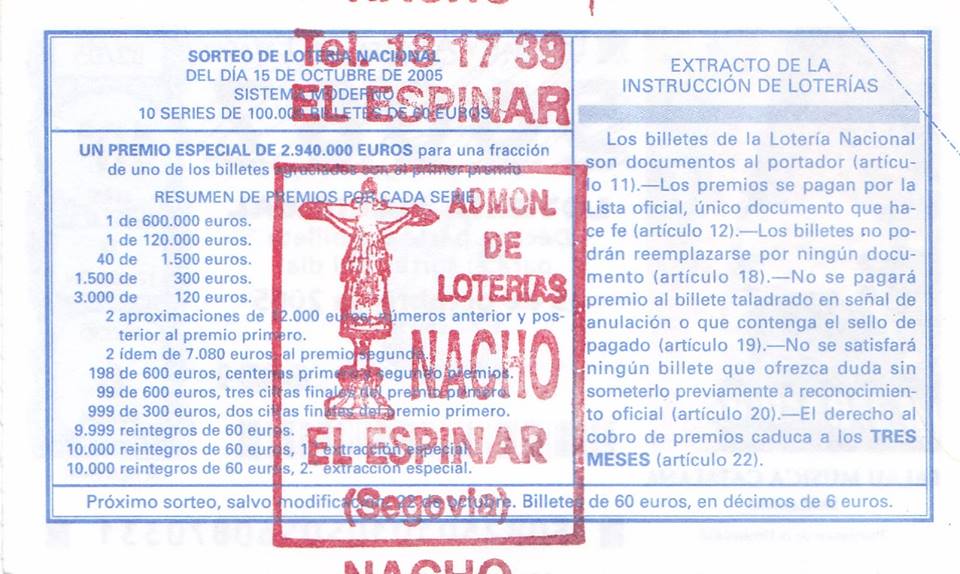 NACHO
Tel. 18 17 39
EL ESPINAR
SORTEO DE LOTERÍA NACIONAL
DEL DÍA 15 DE OCTUBRE DE 2005
SISTEMA MODERNO
10 SERIES DE 100.000 BILLETES DE 60 EUROS
UN PREMIO ESPECIAL DE 2.940.000 EUROS para una fracción
de uno de los billetes agraciados con el primer premio
RESUMEN DE PREMIOS POR CADA SERIE
1 de 600.000 euros.
1 de 120.000 euros.
40 de 1.500 euros.
1.500 de 300 euros.
3.000 de 120 euros.
2 aproximaciones de 12.000 euros, números anterior y pos-
terior al premio primero.
2 ídem de 7.080 euros, al premio segundo.
198 de 600 euros, centenas primero y segundo premios.
99 de 600 euros, tres cifras finales del premio primero.
999 de 300 euros, dos cifras finales del premio primero.
9.999 reintegros de 60 euros.
10.000 reintegros de 60 euros, 1.ª extracción especial.
10.000 reintegros de 60 euros, 2.ª extracción especial.
ADMON.
DE
LOTERIAS
NACHO
EL ESPINAR
(Segovia)
EXTRACTO DE LA
INSTRUCCIÓN DE LOTERÍAS
Los billetes de la Lotería Nacional
son documentos al portador (artícu-
lo 11).—Los premios se pagan por la
Lista oficial, único documento que ha-
ce fe (artículo 12).—Los billetes no po-
drán reemplazarse por ningún docu-
mento (artículo 18).—No se pagará
premio al billete taladrado en señal de
anulación o que contenga el sello de
pagado (artículo 19).—No se satisfará
ningún billete que ofrezca duda sin
someterlo previamente a reconocimien-
to oficial (artículo 20).—El derecho al
cobro de premios caduca a los TRES
MESES (artículo 22).
Próximo sorteo, salvo modificación, 22 de octubre. Billetes de 60 euros, en décimos de 6 euros.
NACHO